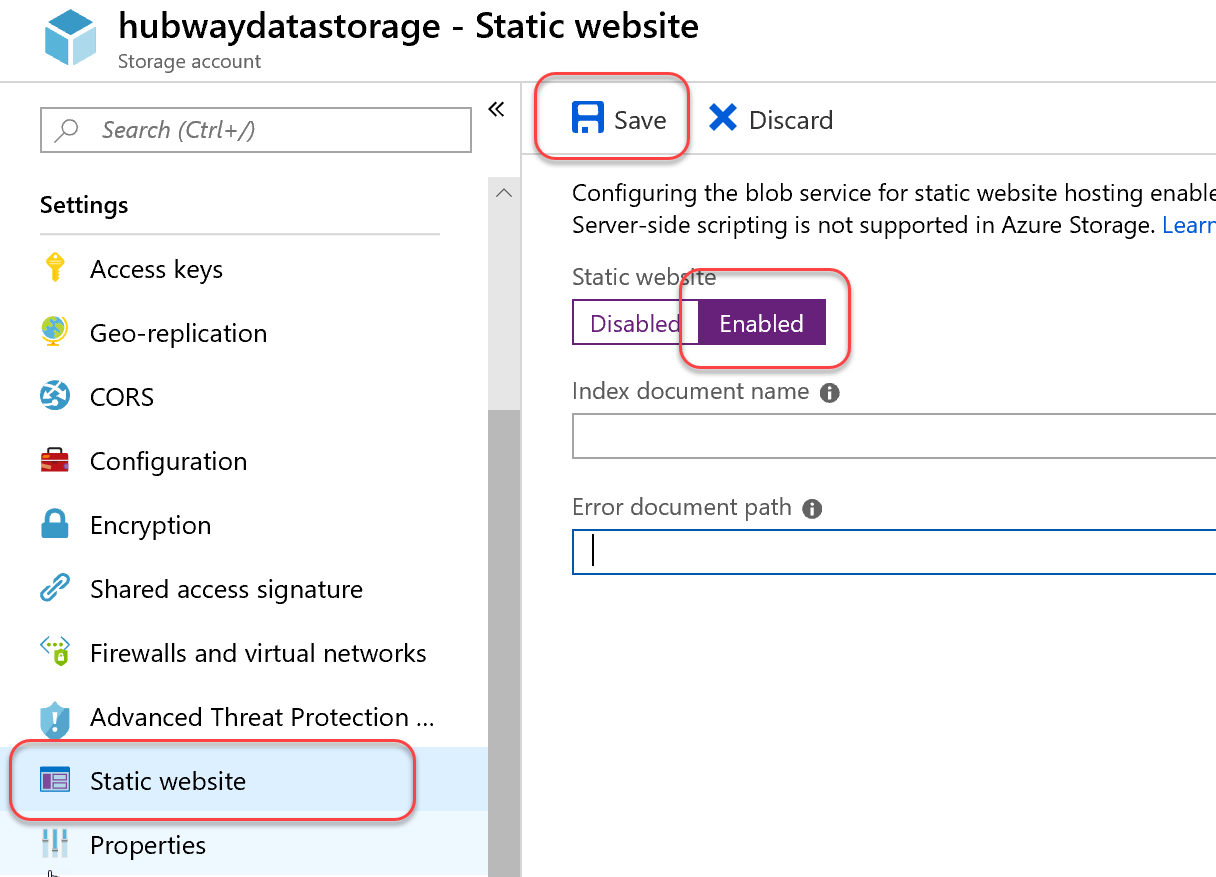 hubwaydatastorage - Static website
Storage account
Search (Ctrl+/)
«
Settings
Access keys
Geo-replication
CORS
Configuration
Encryption
Shared access signature
Firewalls and virtual networks
Advanced Threat Protection ...
Static website
Properties
Save
Discard
Configuring the blob service for static website hosting enable
Server-side scripting is not supported in Azure Storage. Learn
Static website
Disabled Enabled
Index document name
Error document path